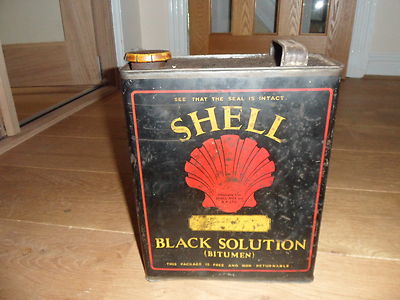 SEE THAT THE SEAL IS INTACT.
SHELL
BLACK SOLUTION
(BITUMEN)
THIS PACKAGE IS FREE AND NON RETURNABLE